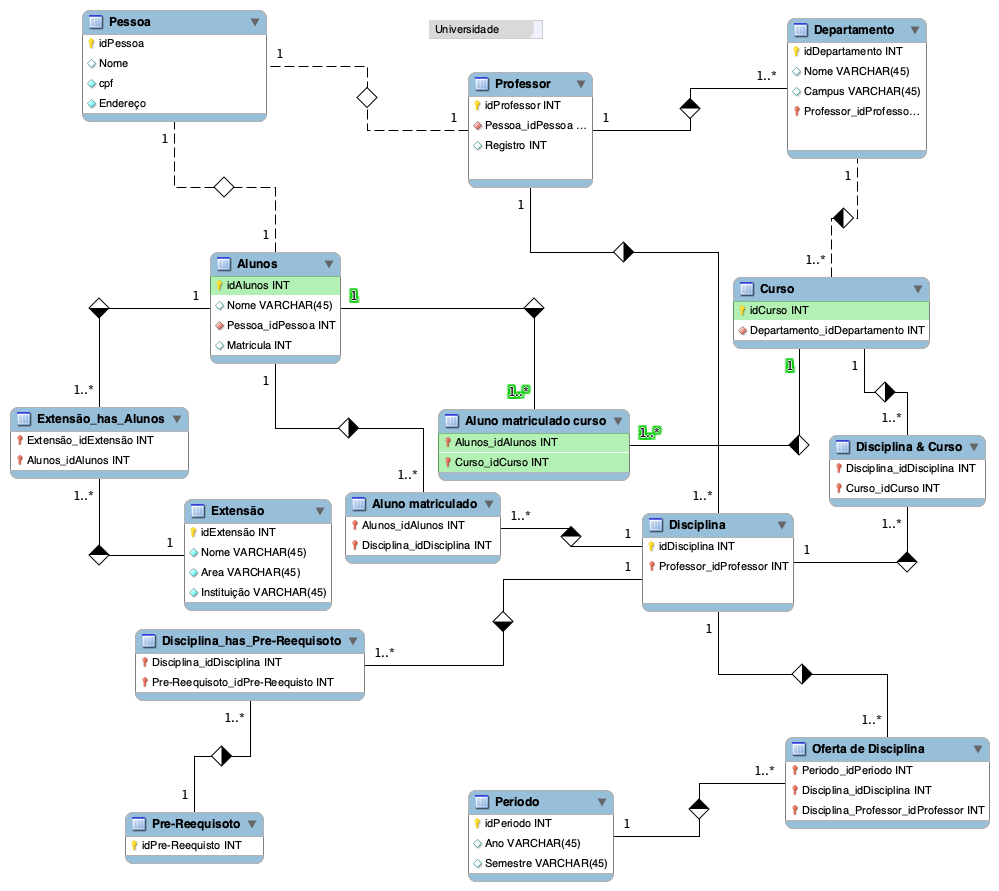 Pessoa
idPessoa
Nome
cpf
Endereço
Universidade
Departamento
idDepartamento INT
Nome VARCHAR(45)
Campus VARCHAR(45)
Professor_idProfesso...
Professor
idProfessor INT
Pessoa_idPessoa ...
Registro INT
1
1
1
1..*
1
1
1
1
1..*
Alunos
idAlunos INT
Nome VARCHAR(45)
Pessoa_idPessoa INT
Matricula INT
Curso
idCurso INT
Departamento_idDepartamento INT
1
1
1
1..*
1..*
1
1
1..*
Extensão_has_Alunos
Extensão_idExtensão INT
Alunos_idAlunos INT
Aluno matriculado curso
Alunos_idAlunos INT
Curso_idCurso INT
1..*
Disciplina & Curso
Disciplina_idDisciplina INT
Curso_idCurso INT
1..*
1..*
1..*
1..*
Extensão
idExtensão INT
Nome VARCHAR(45)
Area VARCHAR(45)
Instituição VARCHAR(45)
1
Aluno matriculado
Alunos_idAlunos INT
Disciplina_idDisciplina INT
1..*
1
Disciplina
idDisciplina INT
Professor_idProfessor INT
1
1
1
Disciplina_has_Pre-Reequisoto
Disciplina_idDisciplina INT
Pre-Reequisoto_idPre-Reequisto INT
1..*
1..*
1
Pre-Reequisoto
idPre-Reequisto INT
1..*
Oferta de Disciplina
Periodo_idPeriodo INT
Disciplina_idDisciplina INT
Disciplina_Professor_idProfessor INT
1..*
Periodo
idPeriodo INT
Ano VARCHAR(45)
Semestre VARCHAR(45)
1